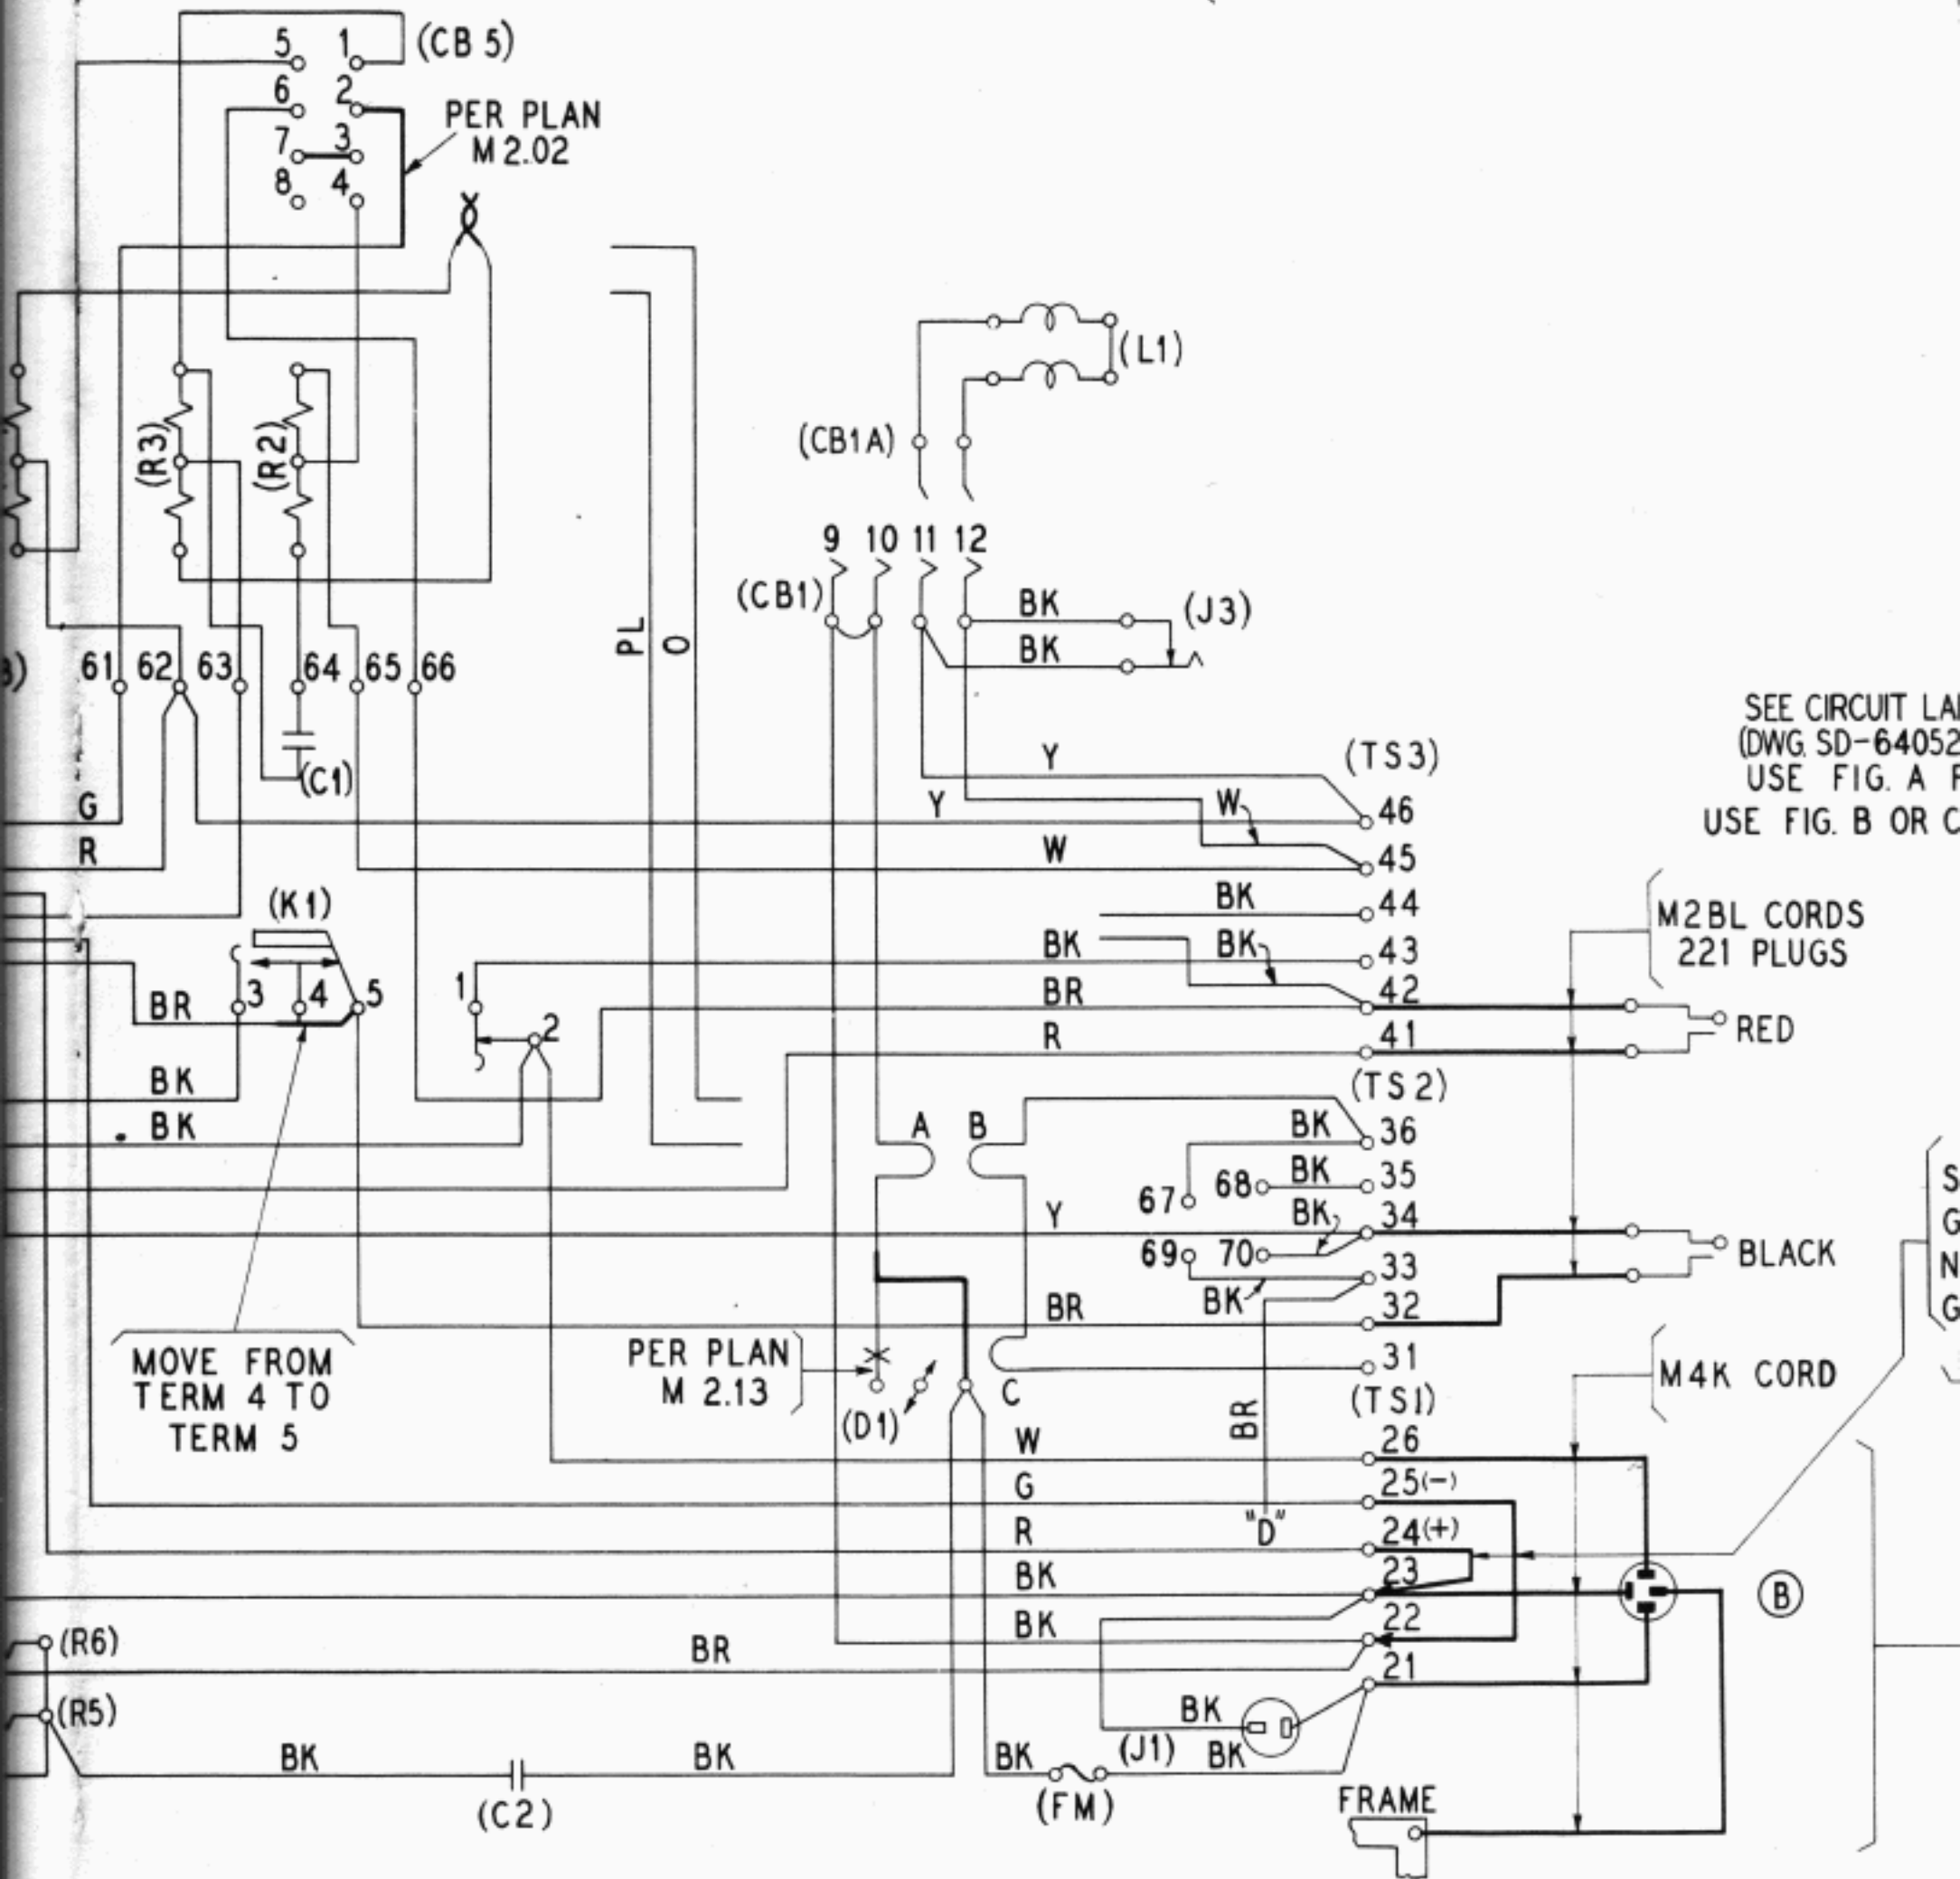 5 1 (CB 5)
6 2
7 3
8 4
PER PLAN
M 2.02
(L1)
(CB1A)
9 10 11 12
(CB1)
BK (J3)
BK
(R3) (R2)
PL O
61 62 63 64 65 66
(C1)
G
R
SEE CIRCUIT
(DWG. SD-64052
USE FIG. A
USE FIG. B OR
Y (TS3)
Y W 46
W 45
BK 44
BK BK 43
BR 42
R 41
(TS2)
M2BL CORDS
221 PLUGS
RED
(K1)
BR 3 4 5
1
2
BK
BK
A B
BK 36
67 68 BK 35
Y BK 34
69 70 33
BK
BR 32
31
C
BLACK
MOVE FROM
TERM 4 TO
TERM 5
PER PLAN
M 2.13
(D1)
(TS1)
M4K CORD
BR
"D"
W 26
G 25(-)
R 24(+)
BK 23
BK 22
21
B
(R6)
BR
(R5)
BK BK
(C2)
BK
(FM)
BK
(J1) BK
FRAME
S
G
N
G